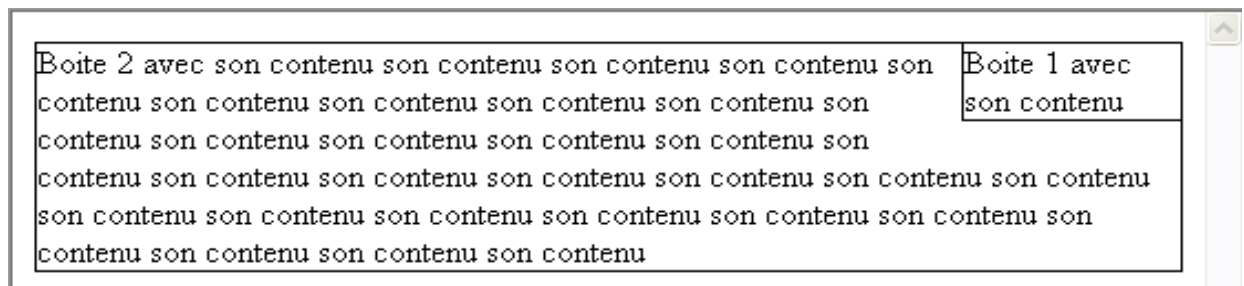 Boite 2 avec son contenu son contenu son contenu son contenu son
contenu son contenu son contenu son contenu son contenu son
contenu son contenu son contenu son contenu son contenu son
contenu son contenu son contenu son contenu son contenu son contenu son contenu
son contenu son contenu son contenu son contenu son contenu son contenu son
contenu son contenu son contenu son contenu
Boite 1 avec
son contenu